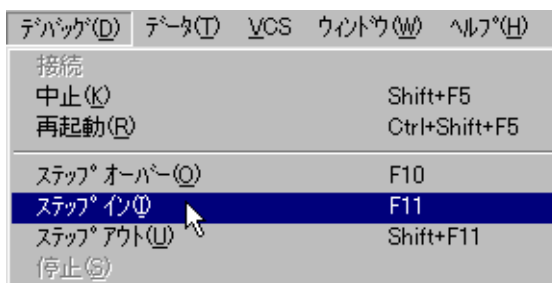 ﾃﾞﾊﾞｯｸﾞ(D) ﾃﾞｰﾀ(T) VCS ｳｨﾝﾄﾞｳ(W) ﾍﾙﾌﾟ(H)
接続
中止(K) Shift+F5
再起動(R) Ctrl+Shift+F5
ｽﾃｯﾌﾟ ｵｰﾊﾞｰ(O) F10
ｽﾃｯﾌﾟ ｲﾝ(I) F11
ｽﾃｯﾌﾟ ｱｳﾄ(U) Shift+F11
停止(S)